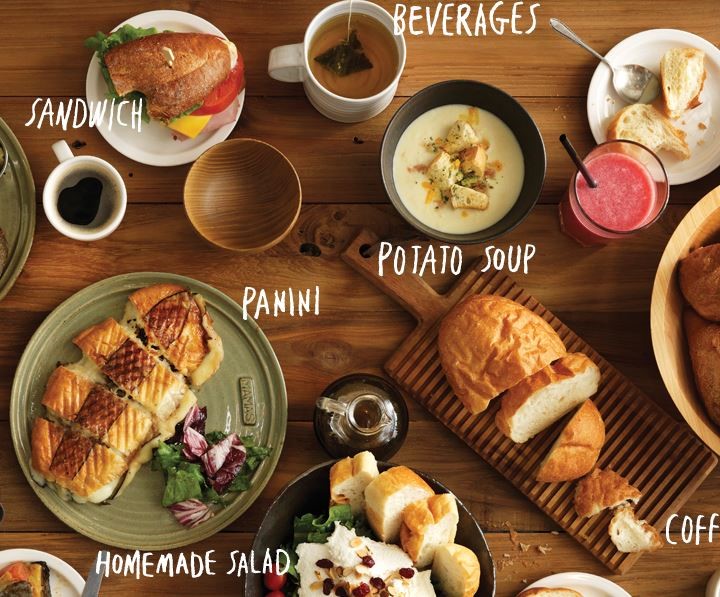 BEVERAGES
SANDWICH
POTATO SOUP
PANINI
COFF
HOMEMADE SALAD